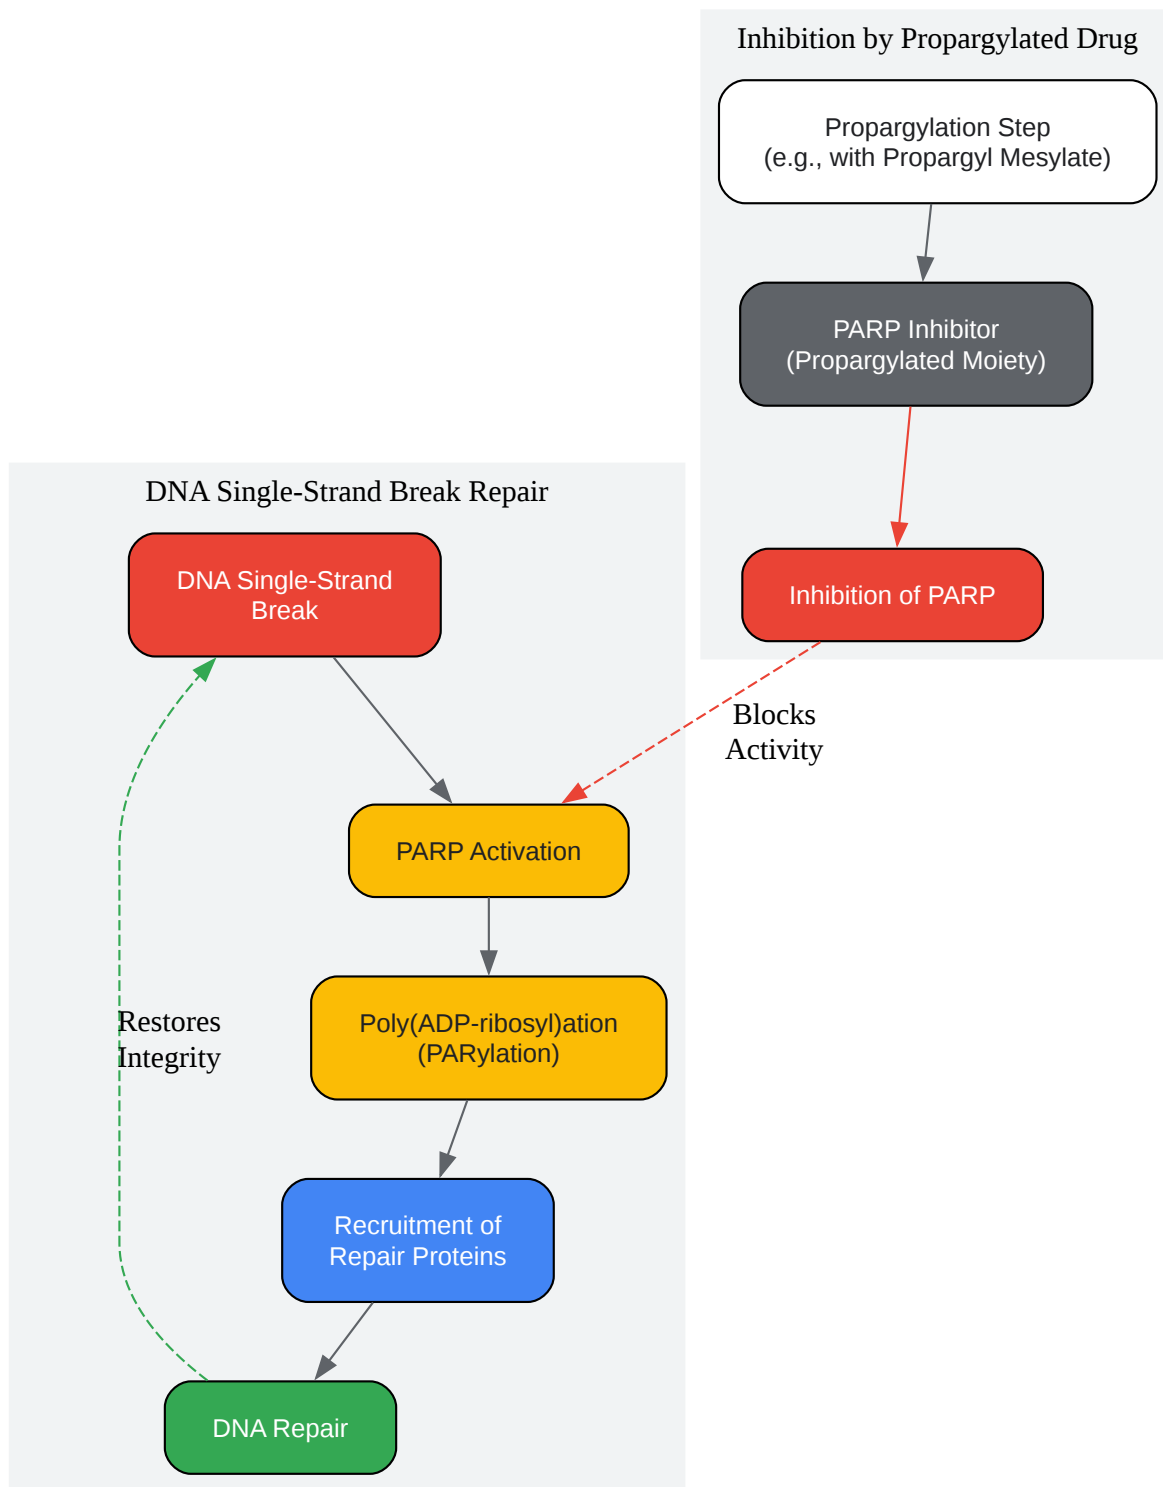 Inhibition by Propargylated Drug
Propargylation Step
(e.g., with Propargyl Mesylate)
PARP Inhibitor
(Propargylated Moiety)
Inhibition of PARP
DNA Single-Strand Break Repair
DNA Single-Strand
Break
Blocks
Activity
PARP Activation
Poly(ADP-ribosyl)ation
(PARylation)
Restores
Integrity
Recruitment of
Repair Proteins
DNA Repair